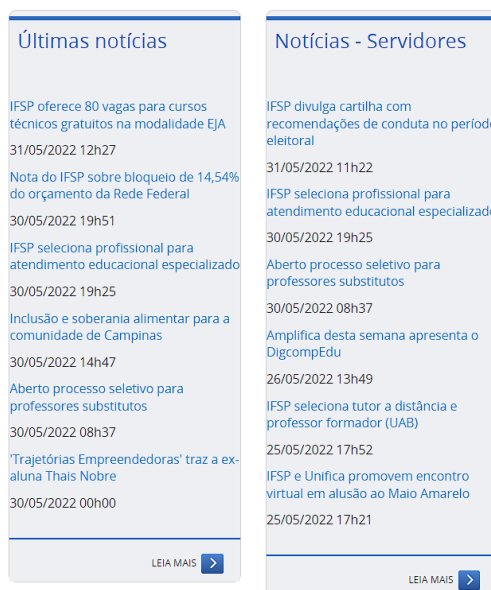 Últimas notícias
IFSP oferece 80 vagas para cursos
técnicos gratuitos na modalidade EJA
31/05/2022 12h27
Nota do IFSP sobre bloqueio de 14,54%
do orçamento da Rede Federal
30/05/2022 19h51
IFSP seleciona profissional para
atendimento educacional especializado
30/05/2022 19h25
Inclusão e soberania alimentar para a
comunidade de Campinas
30/05/2022 14h47
Aberto processo seletivo para
professores substitutos
30/05/2022 08h37
'Trajetórias Empreendedoras' traz a ex-
aluna Thais Nobre
30/05/2022 00h00
LEIA MAIS
Notícias - Servidores
IFSP divulga cartilha com
recomendações de conduta no período
eleitoral
31/05/2022 11h22
IFSP seleciona profissional para
atendimento educacional especializado
30/05/2022 19h25
Aberto processo seletivo para
professores substitutos
30/05/2022 08h37
Amplifica desta semana apresenta o
DigcompEdu
26/05/2022 13h49
IFSP seleciona tutor a distância e
professor formador (UAB)
25/05/2022 17h52
IFSP e Unifica promovem encontro
virtual em alusão ao Maio Amarelo
25/05/2022 17h21
LEIA MAIS